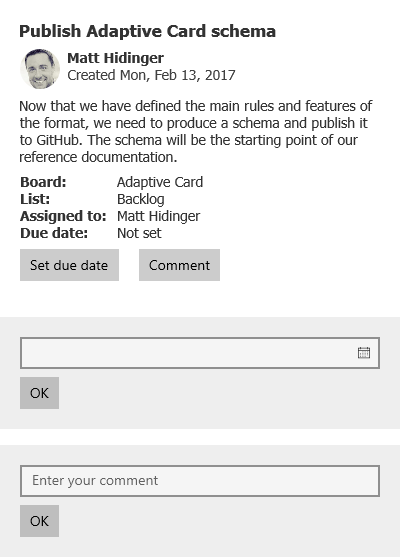 Publish Adaptive Card schema
Matt Hidinger
Created Mon, Feb 13, 2017
Now that we have defined the main rules and features of
the format, we need to produce a schema and publish it
to GitHub. The schema will be the starting point of our
reference documentation.
Board: Adaptive Card
List: Backlog
Assigned to: Matt Hidinger
Due date: Not set
Set due date Comment
OK
Enter your comment
OK